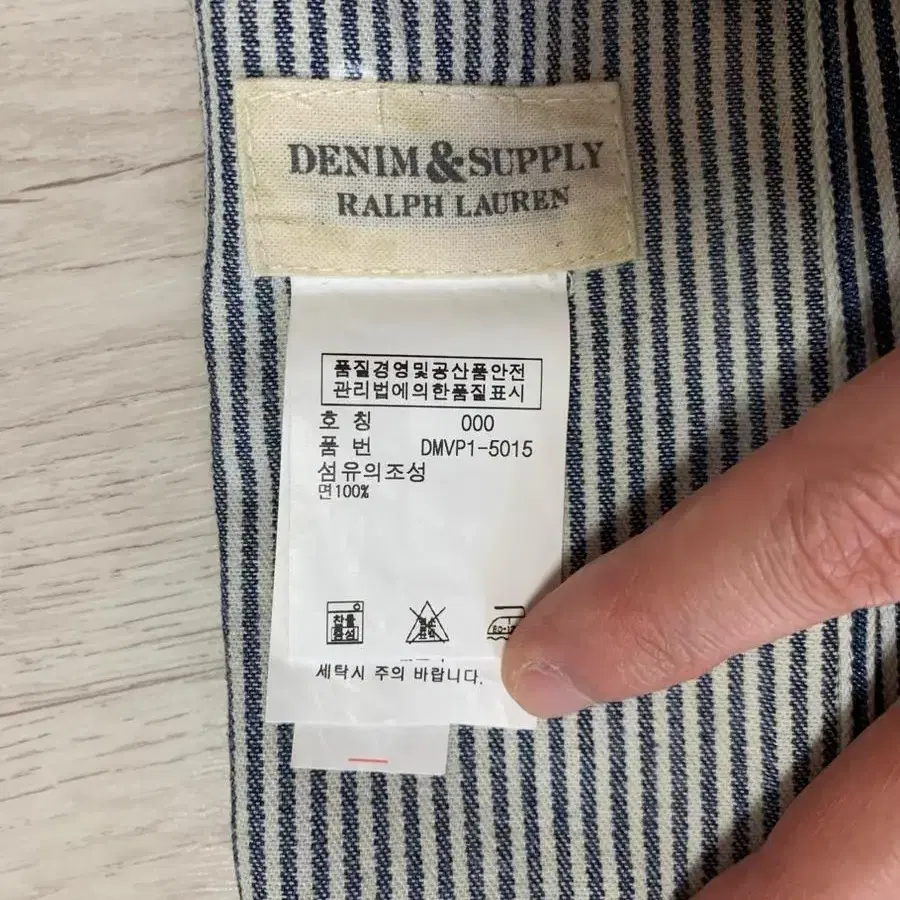 DENIM & SUPPLY
RALPH LAUREN
품질경영및공산품안전
관리법에의한품질표시
호 칭 000
품 번 DMVP1-5015
섬유의조성
면100%
세탁시 주의 바랍니다.